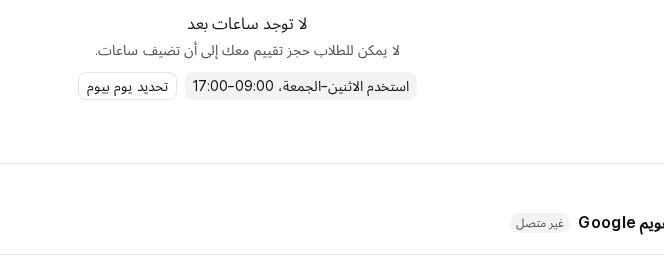 لا توجد ساعات بعد
لا يمكن للطلاب حجز تقييم معك إلى أن تضيف ساعات.
استخدم الاثنين–الجمعة، 09:00–17:00
تحديد يوم بيوم
Google
غير متصل